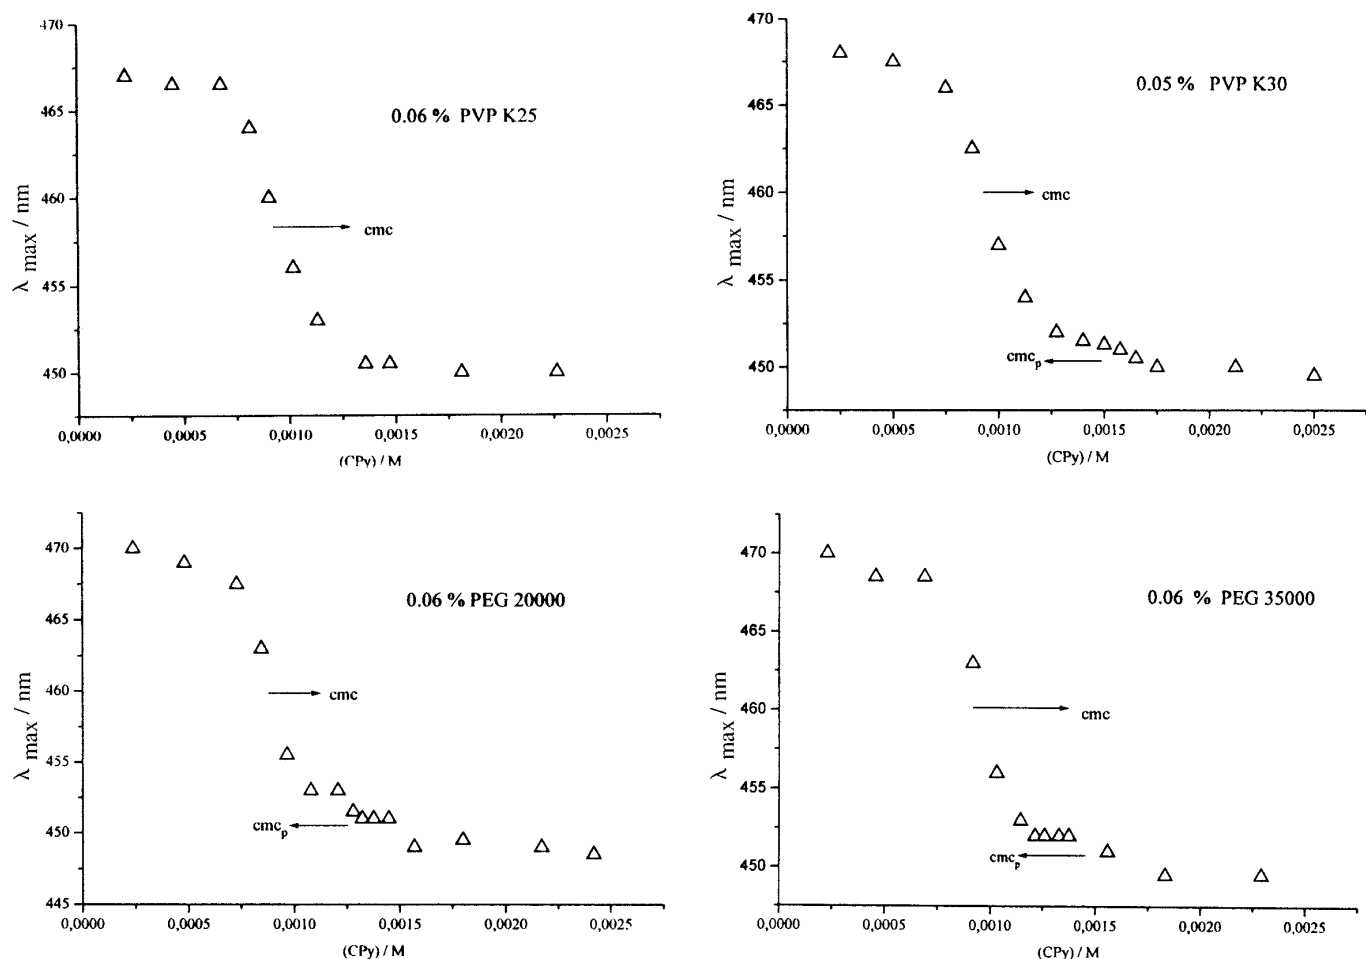 470
465
460
455
450
λ max / nm
0.06 % PVP K25
cmc
0,0000 0,0005 0,0010 0,0015 0,0020 0,0025
(CPy) / M
470
465
460
455
450
λ max / nm
0.05 % PVP K30
cmc
cmcp
0,0000 0,0005 0,0010 0,0015 0,0020 0,0025
(CPy) / M
470
465
460
455
450
445
λ max / nm
0.06 % PEG 20000
cmc
cmcp
0,0000 0,0005 0,0010 0,0015 0,0020 0,0025
(CPy) / M
470
465
460
455
450
λ max / nm
0.06 % PEG 35000
cmc
cmcp
0,0000 0,0005 0,0010 0,0015 0,0020 0,0025
(CPy) / M